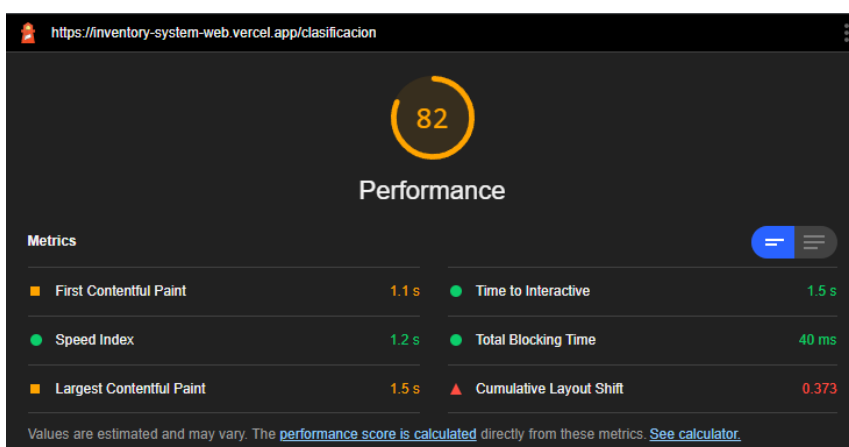 https://inventory-system-web.vercel.app/clasificacion
82
Performance
Metrics
First Contentful Paint 1.1 s
Time to Interactive 1.5 s
Speed Index 1.2 s
Total Blocking Time 40 ms
Largest Contentful Paint 1.5 s
Cumulative Layout Shift 0.373
Values are estimated and may vary. The performance score is calculated directly from these metrics. See calculator.